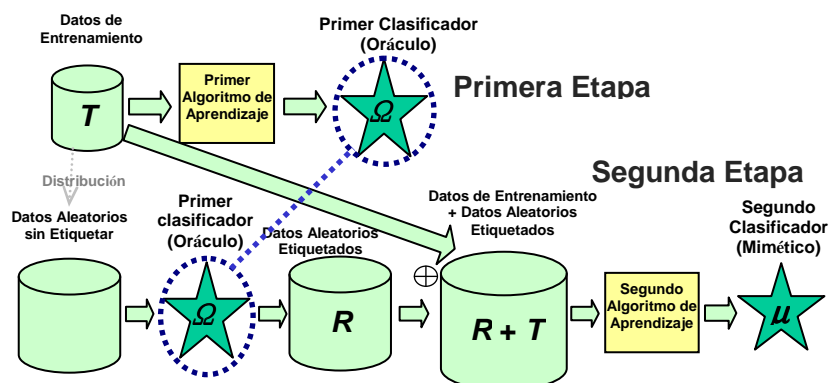 Datos de
Entrenamiento
T
Primer
Algoritmo de
Aprendizaje
Primer Clasificador
(Oráculo)
Ω
Primera Etapa
Distribución
Segunda Etapa
Datos Aleatorios
sin Etiquetar
Primer
clasificador
(Oráculo)
Ω
Datos Aleatorios
Etiquetados
R
Datos de Entrenamiento
+ Datos Aleatorios
Etiquetados
⊕
R + T
Segundo
Algoritmo de
Aprendizaje
Segundo
Clasificador
(Mimético)
μ